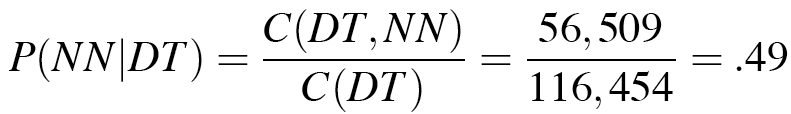 P(NN|DT) = C(DT,NN) / C(DT) = 56,509 / 116,454 = .49